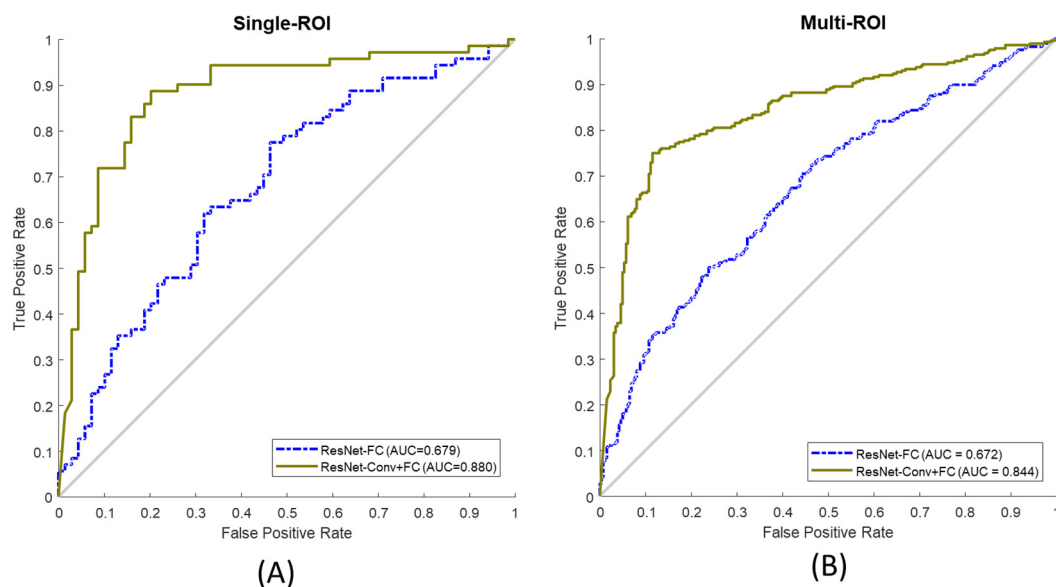 Single-ROI
1
0.9
0.8
0.7
0.6
0.5
0.4
0.3
0.2
0.1
0
True Positive Rate
ResNet-FC (AUC=0.679)
ResNet-Conv+FC (AUC=0.880)
0 0.1 0.2 0.3 0.4 0.5 0.6 0.7 0.8 0.9 1
False Positive Rate
(A)
Multi-ROI
1
0.9
0.8
0.7
0.6
0.5
0.4
0.3
0.2
0.1
0
True Positive Rate
ResNet-FC (AUC = 0.672)
ResNet-Conv+FC (AUC = 0.844)
0 0.1 0.2 0.3 0.4 0.5 0.6 0.7 0.8 0.9 1
False Positive Rate
(B)